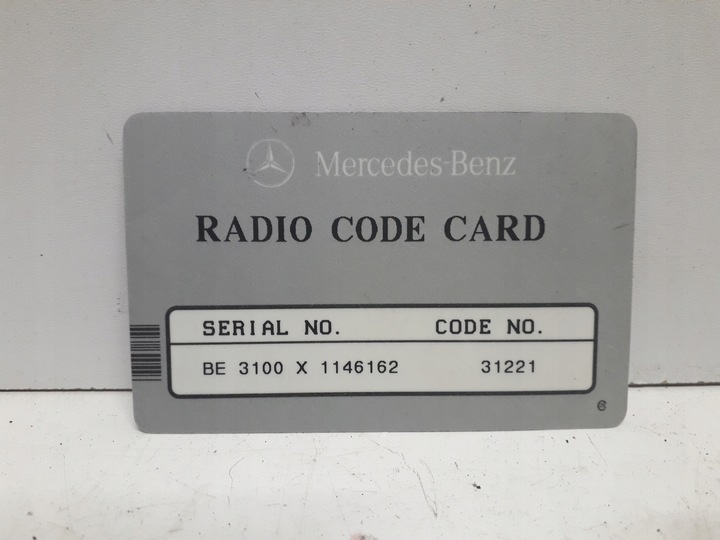 Mercedes-Benz
RADIO CODE CARD
SERIAL NO. CODE NO.
BE 3100 X 1146162 31221